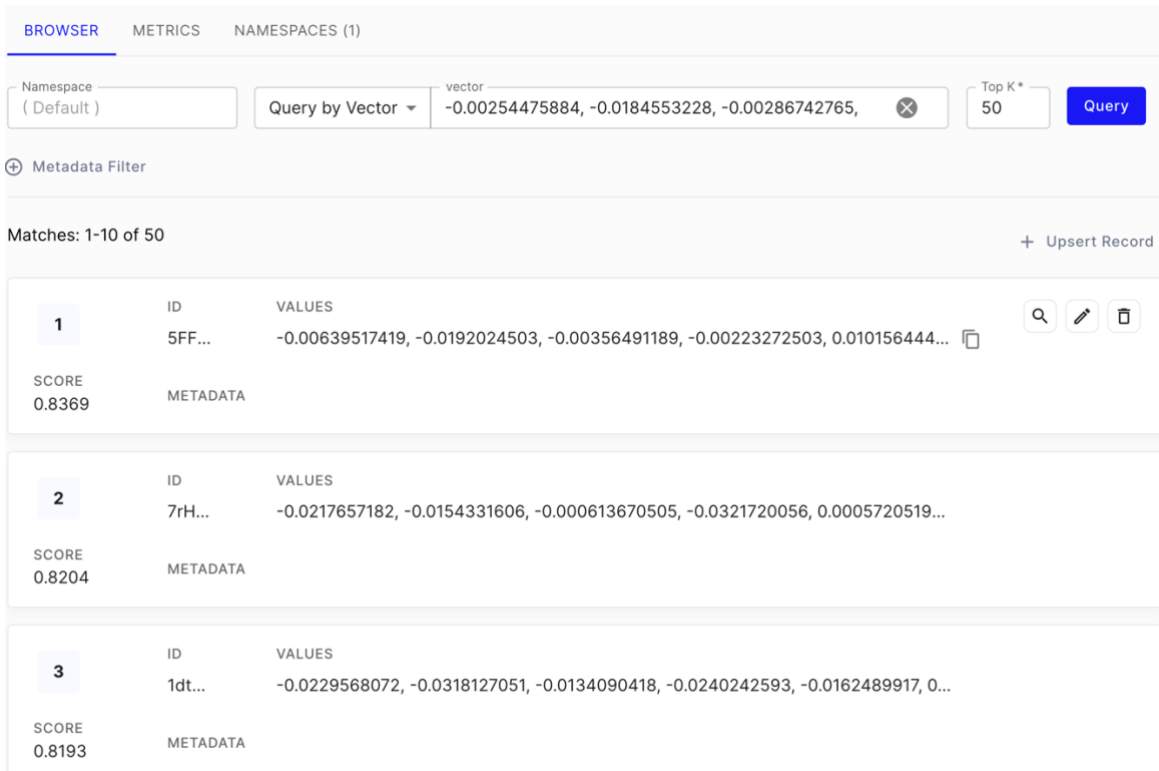 BROWSER METRICS NAMESPACES (1)
Namespace
( Default )
Query by Vector
vector
-0.00254475884, -0.0184553228, -0.00286742765,
Top K*
50
Query
Metadata Filter
Matches: 1-10 of 50
+ Upsert Record
1
ID VALUES
5FF... -0.00639517419, -0.0192024503, -0.00356491189, -0.00223272503, 0.010156444...
SCORE
0.8369
METADATA
2
ID VALUES
7rH... -0.0217657182, -0.0154331606, -0.000613670505, -0.0321720056, 0.0005720519...
SCORE
0.8204
METADATA
3
ID VALUES
1dt... -0.0229568072, -0.0318127051, -0.0134090418, -0.0240242593, -0.0162489917, 0...
SCORE
0.8193
METADATA